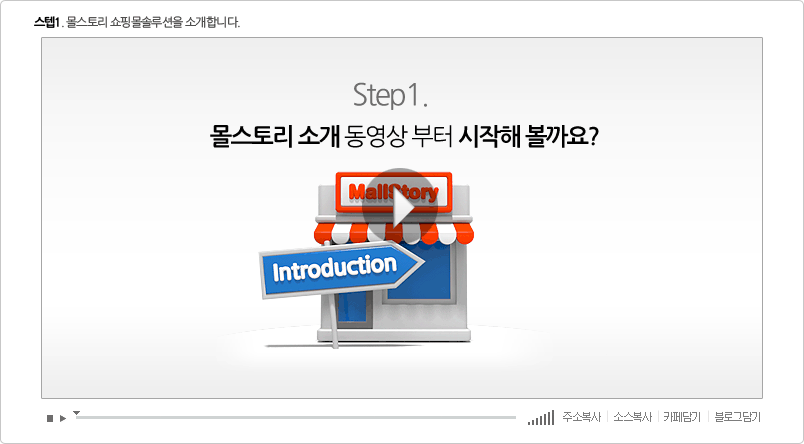 스텝1. 몰스토리 쇼핑몰솔루션을 소개합니다.
Step1.
몰스토리 소개 동영상 부터 시작해 볼까요?
MallStory
Introduction
주소복사 | 소스복사 | 카페담기 | 블로그담기